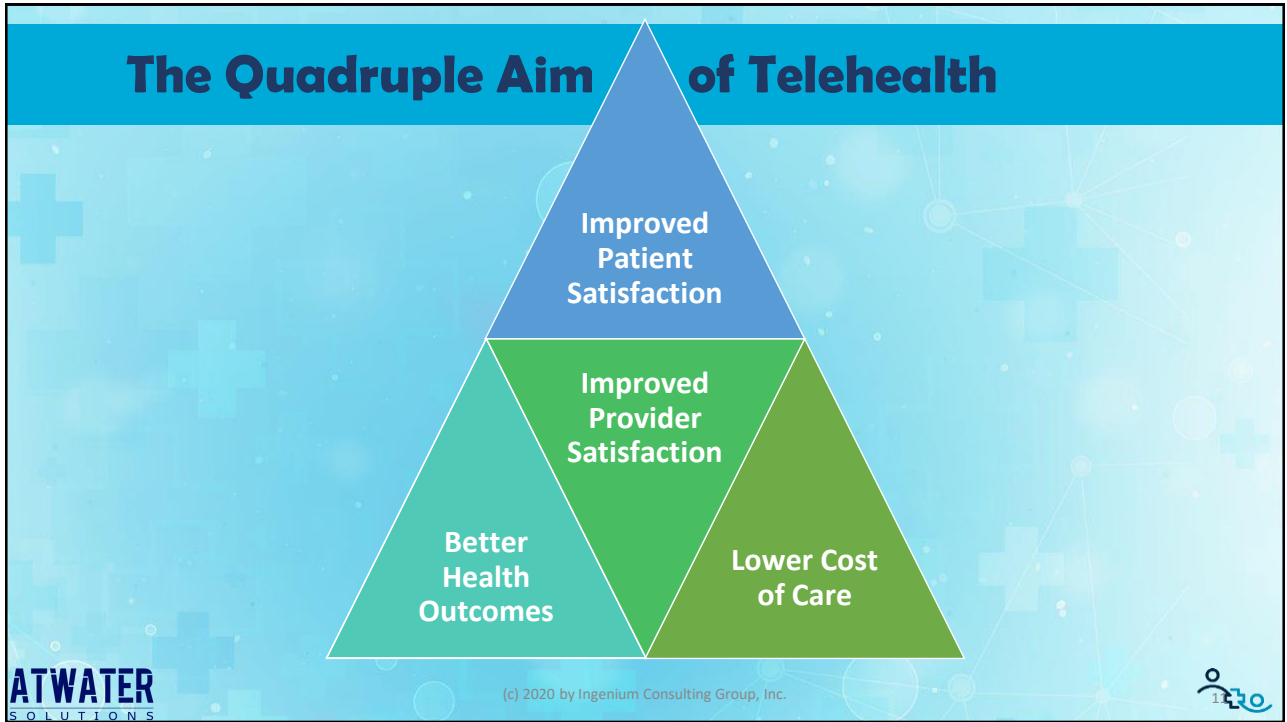 The Quadruple Aim of Telehealth
Improved
Patient
Satisfaction
Improved
Provider
Satisfaction
Better
Health
Outcomes
Lower Cost
of Care
ATWATER
SOLUTIONS
(c) 2020 by Ingenium Consulting Group, Inc.
11